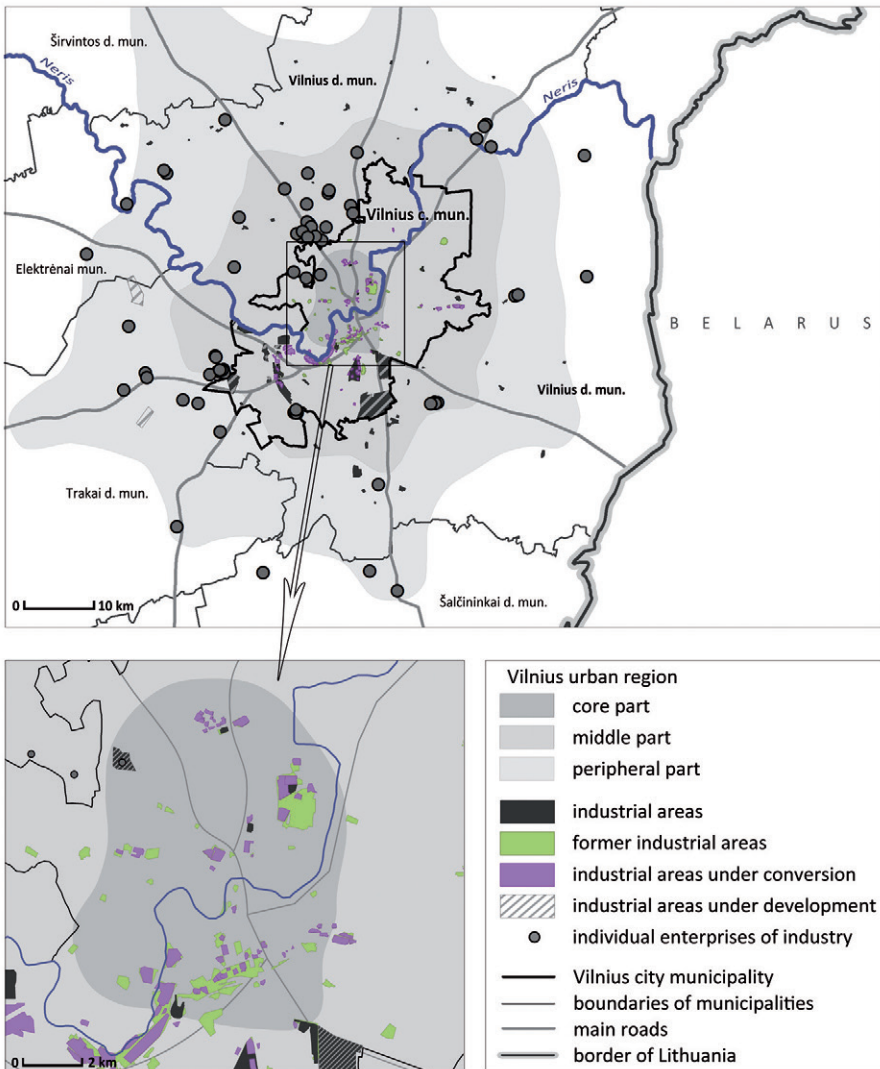 Širvintos d. mun.
Neris
Vilnius d. mun.
Neris
Vilnius c. mun.
Elektrėnai mun.
BELARUS
Vilnius d. mun.
Trakai d. mun.
0 10 km
Šalčininkai d. mun.
0 2 km
Vilnius urban region
core part
middle part
peripheral part
industrial areas
former industrial areas
industrial areas under conversion
industrial areas under development
individual enterprises of industry
Vilnius city municipality
boundaries of municipalities
main roads
border of Lithuania